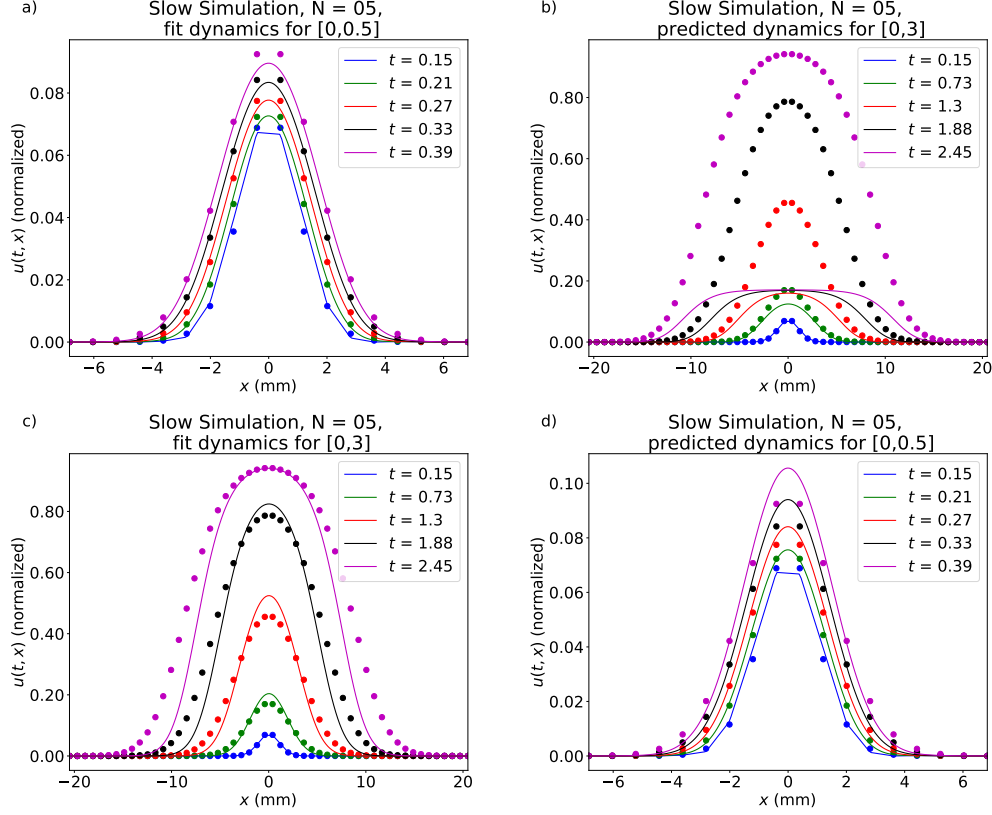 a)
Slow Simulation, N = 05,
fit dynamics for [0,0.5]
u(t, x) (normalized)
0.08
0.06
0.04
0.02
0.00
t = 0.15
t = 0.21
t = 0.27
t = 0.33
t = 0.39
−6 −4 −2 0 2 4 6
x (mm)
b)
Slow Simulation, N = 05,
predicted dynamics for [0,3]
u(t, x) (normalized)
0.80
0.60
0.40
0.20
0.00
t = 0.15
t = 0.73
t = 1.3
t = 1.88
t = 2.45
−20 −10 0 10 20
x (mm)
c)
Slow Simulation, N = 05,
fit dynamics for [0,3]
u(t, x) (normalized)
0.80
0.60
0.40
0.20
0.00
t = 0.15
t = 0.73
t = 1.3
t = 1.88
t = 2.45
−20 −10 0 10 20
x (mm)
d)
Slow Simulation, N = 05,
predicted dynamics for [0,0.5]
u(t, x) (normalized)
0.10
0.08
0.06
0.04
0.02
0.00
t = 0.15
t = 0.21
t = 0.27
t = 0.33
t = 0.39
−6 −4 −2 0 2 4 6
x (mm)